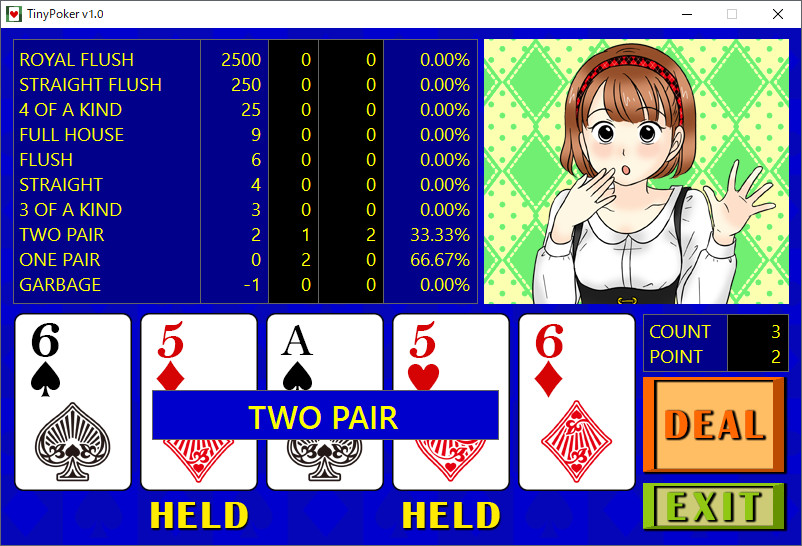 TinyPoker v1.0
ROYAL FLUSH 2500 0 0 0.00%
STRAIGHT FLUSH 250 0 0 0.00%
4 OF A KIND 25 0 0 0.00%
FULL HOUSE 9 0 0 0.00%
FLUSH 6 0 0 0.00%
STRAIGHT 4 0 0 0.00%
3 OF A KIND 3 0 0 0.00%
TWO PAIR 2 1 2 33.33%
ONE PAIR 0 2 0 66.67%
GARBAGE -1 0 0 0.00%
6 5 A 5 6
TWO PAIR
HELD HELD
COUNT 3
POINT 2
DEAL
EXIT